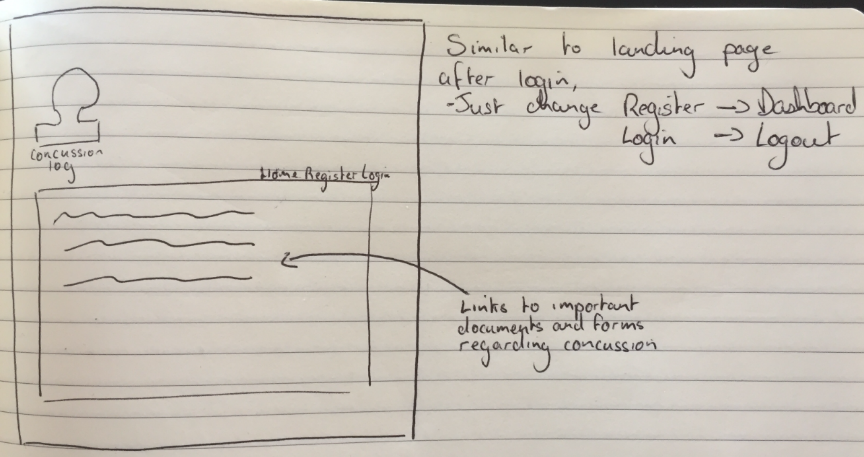 Similar to landing page
after login,
-Just change Register → Dashboard
Login → Logout
concussion
log
Home Register Login
Links to important
documents and forms
regarding concussion